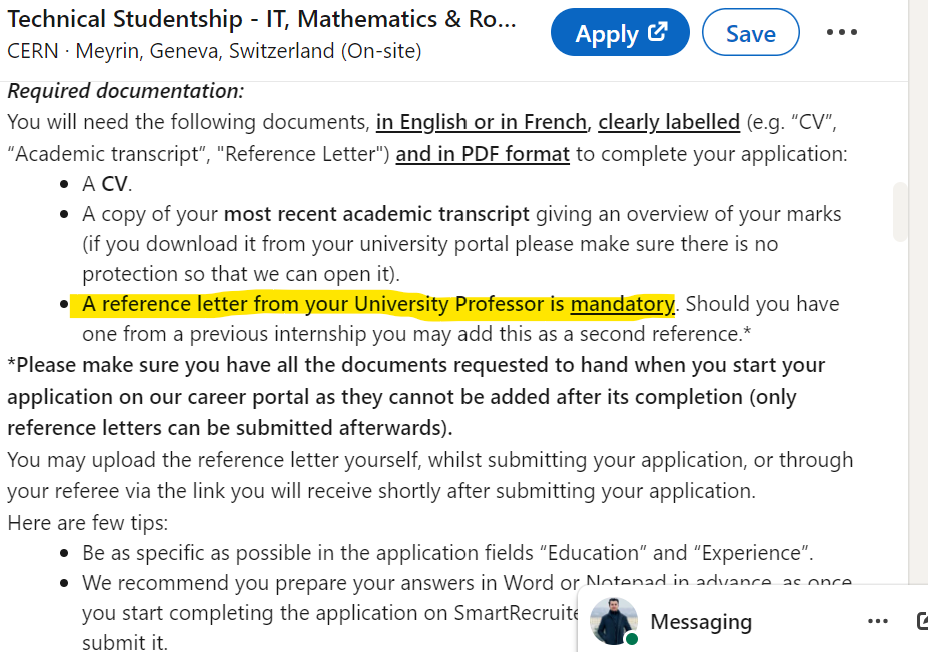 Technical Studentship - IT, Mathematics & Ro...
Apply
Save
CERN · Meyrin, Geneva, Switzerland (On-site)
Required documentation:
You will need the following documents, in English or in French, clearly labelled (e.g. “CV”,
“Academic transcript”, "Reference Letter") and in PDF format to complete your application:
• A CV.
• A copy of your most recent academic transcript giving an overview of your marks
(if you download it from your university portal please make sure there is no
protection so that we can open it).
• A reference letter from your University Professor is mandatory. Should you have
one from a previous internship you may add this as a second reference.*
*Please make sure you have all the documents requested to hand when you start your
application on our career portal as they cannot be added after its completion (only
reference letters can be submitted afterwards).
You may upload the reference letter yourself, whilst submitting your application, or through
your referee via the link you will receive shortly after submitting your application.
Here are few tips:
• Be as specific as possible in the application fields “Education” and “Experience”.
• We recommend you prepare your answers in Word or Notepad in advance, as once
you start completing the application on
submit it.
Messaging